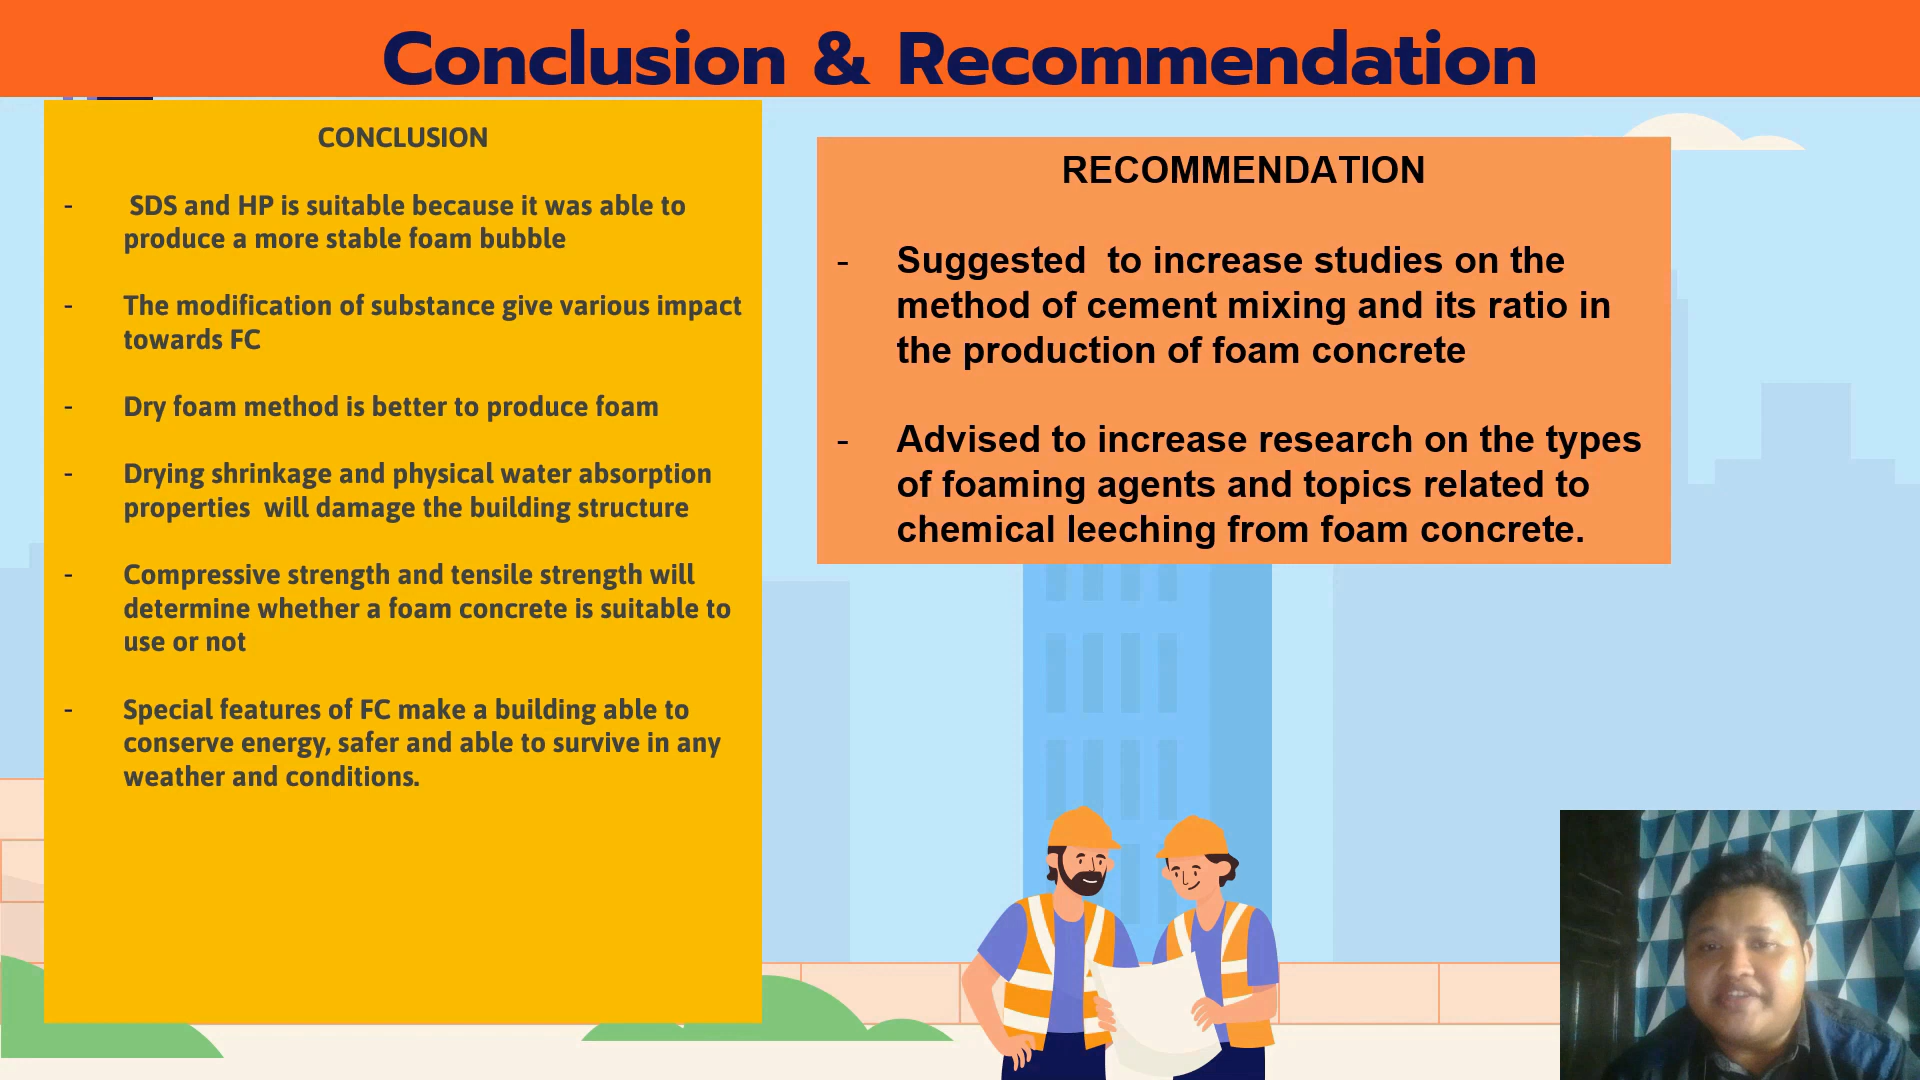 Conclusion & Recommendation
CONCLUSION
- SDS and HP is suitable because it was able to
produce a more stable foam bubble
- The modification of substance give various impact
towards FC
- Dry foam method is better to produce foam
- Drying shrinkage and physical water absorption
properties will damage the building structure
- Compressive strength and tensile strength will
determine whether a foam concrete is suitable to
use or not
- Special features of FC make a building able to
conserve energy, safer and able to survive in any
weather and conditions.
RECOMMENDATION
- Suggested to increase studies on the
method of cement mixing and its ratio in
the production of foam concrete
- Advised to increase research on the types
of foaming agents and topics related to
chemical leeching from foam concrete.